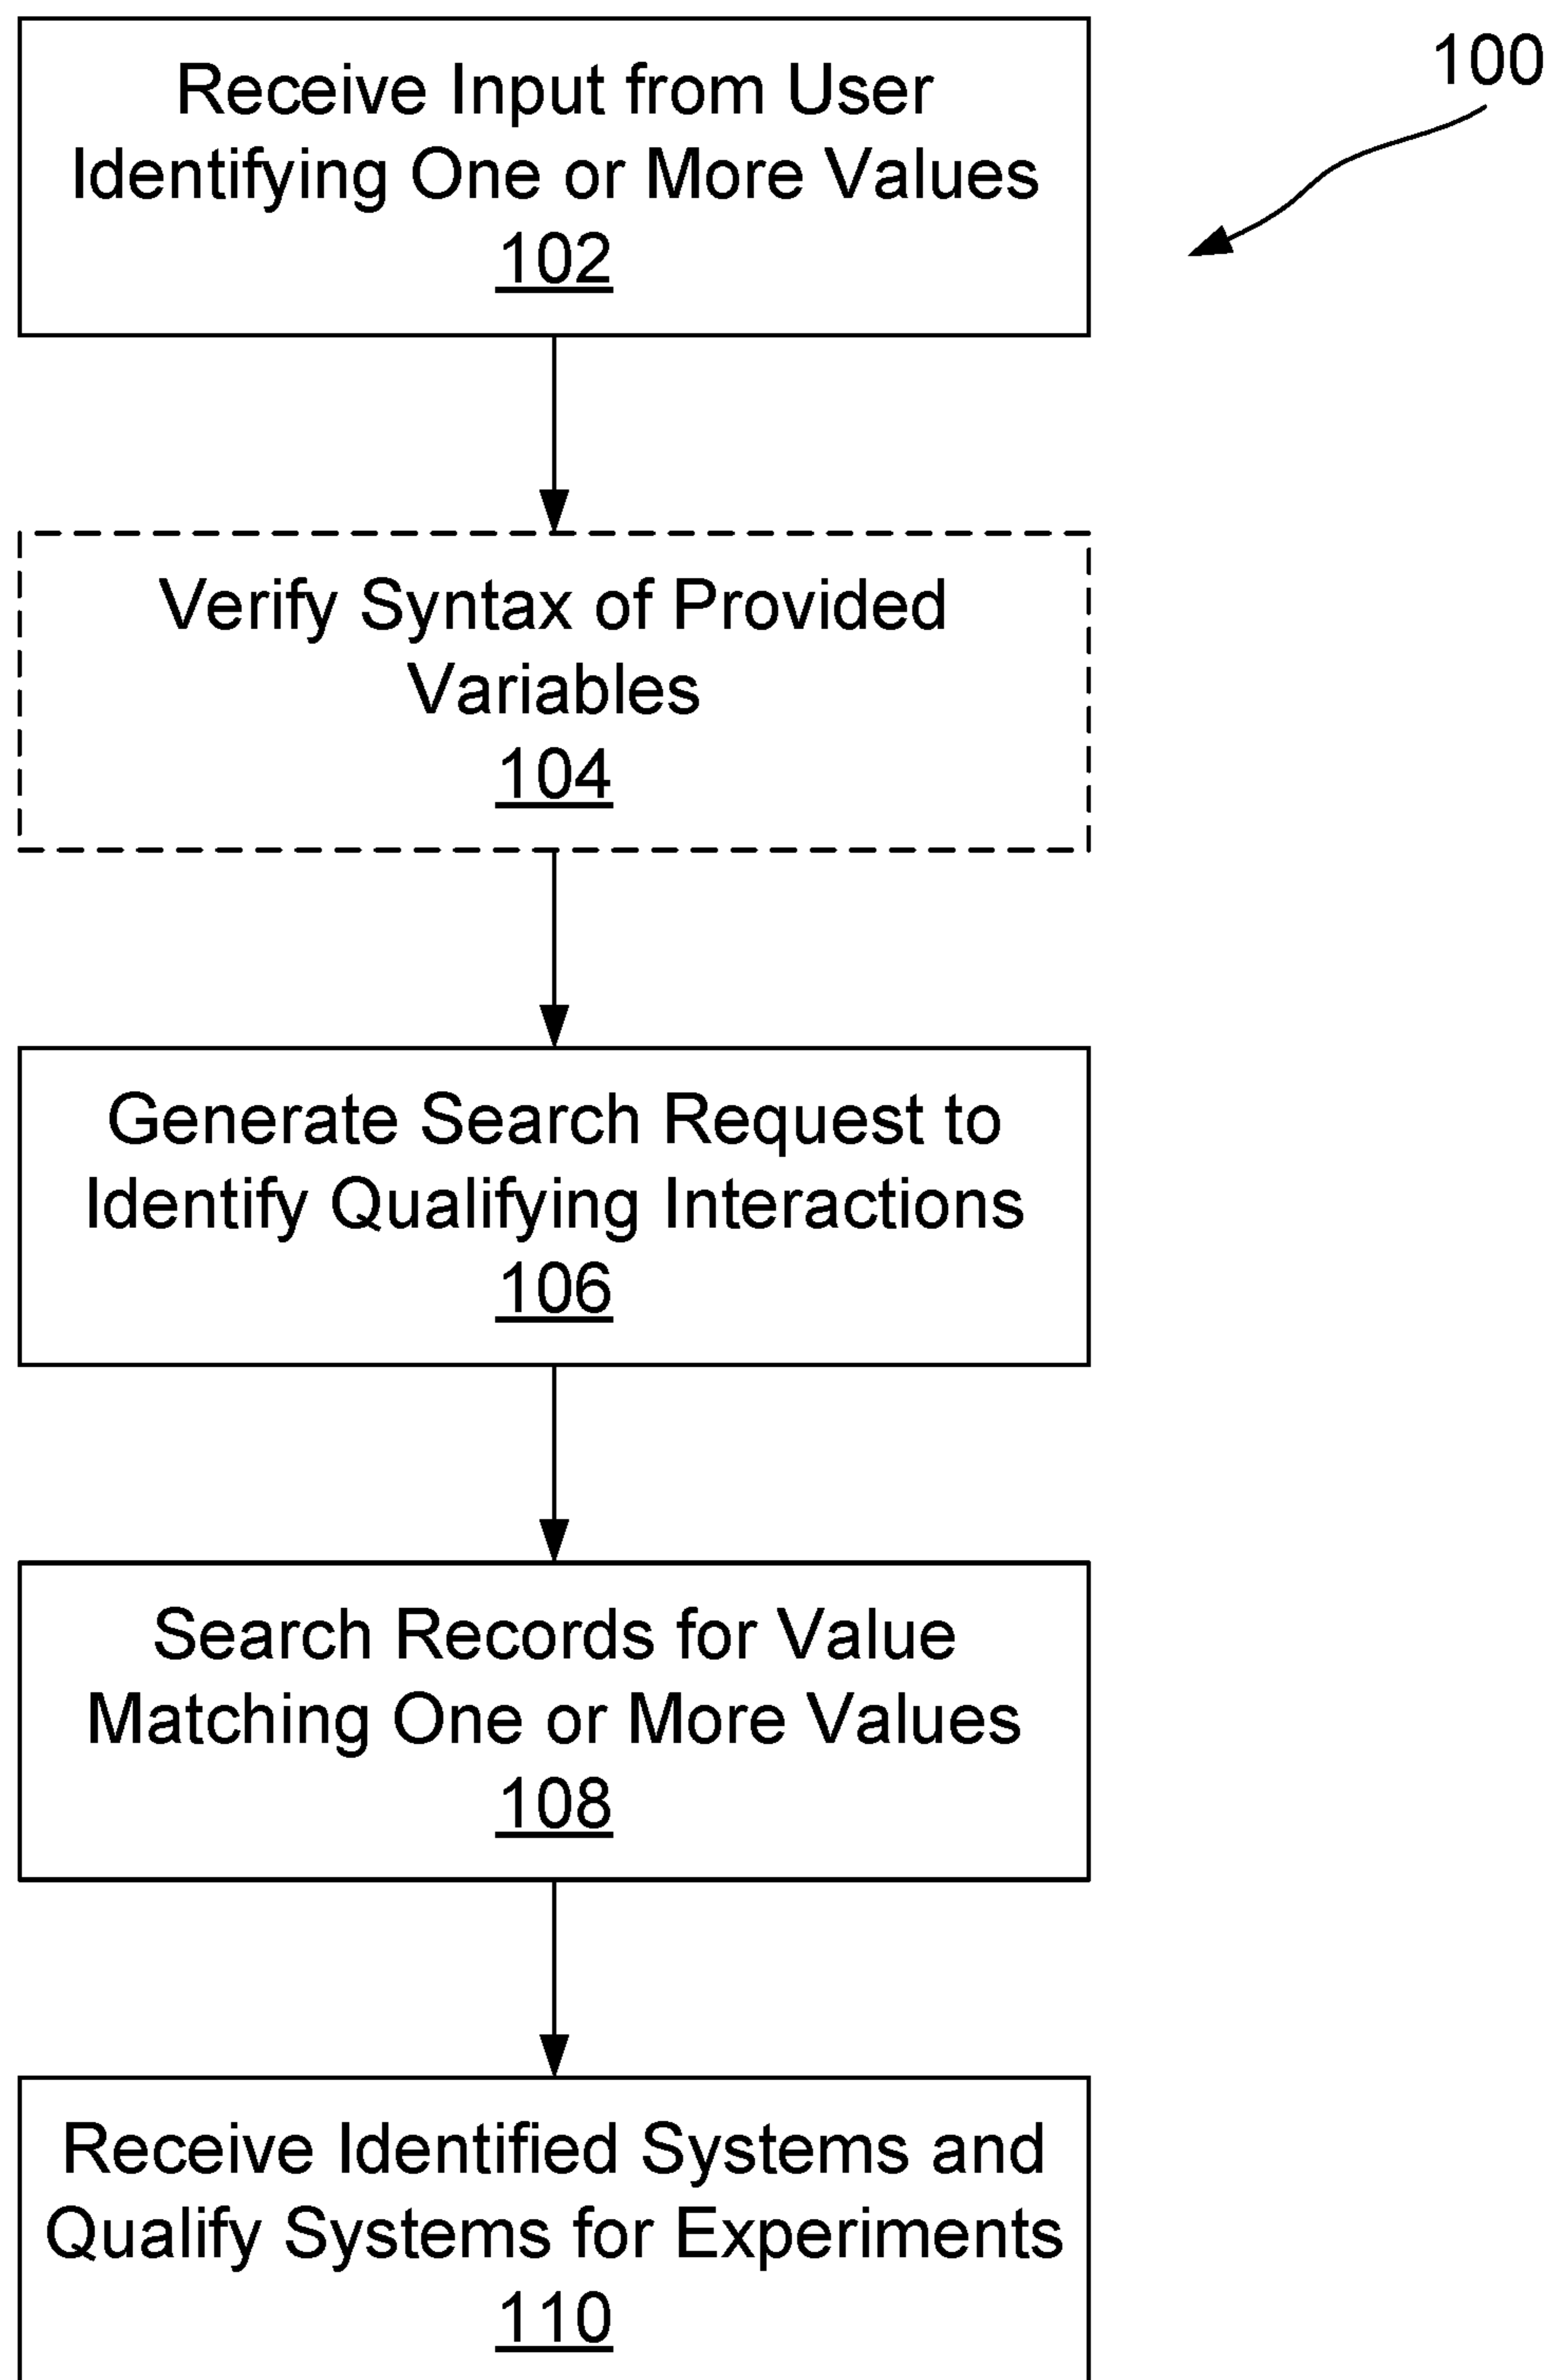 100
Receive Input from User
Identifying One or More Values
102
Verify Syntax of Provided
Variables
104
Generate Search Request to
Identify Qualifying Interactions
106
Search Records for Value
Matching One or More Values
108
Receive Identified Systems and
Qualify Systems for Experiments
110